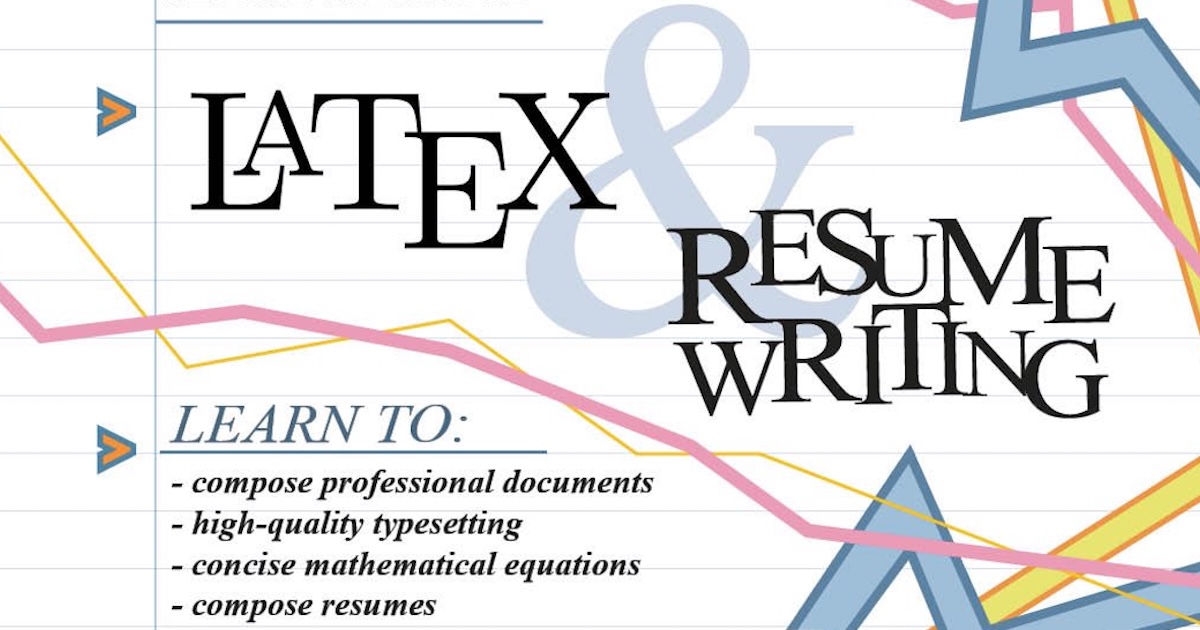 LATEX
&
RESUME
WRITING
LEARN TO:
- compose professional documents
- high-quality typesetting
- concise mathematical equations
- compose resumes